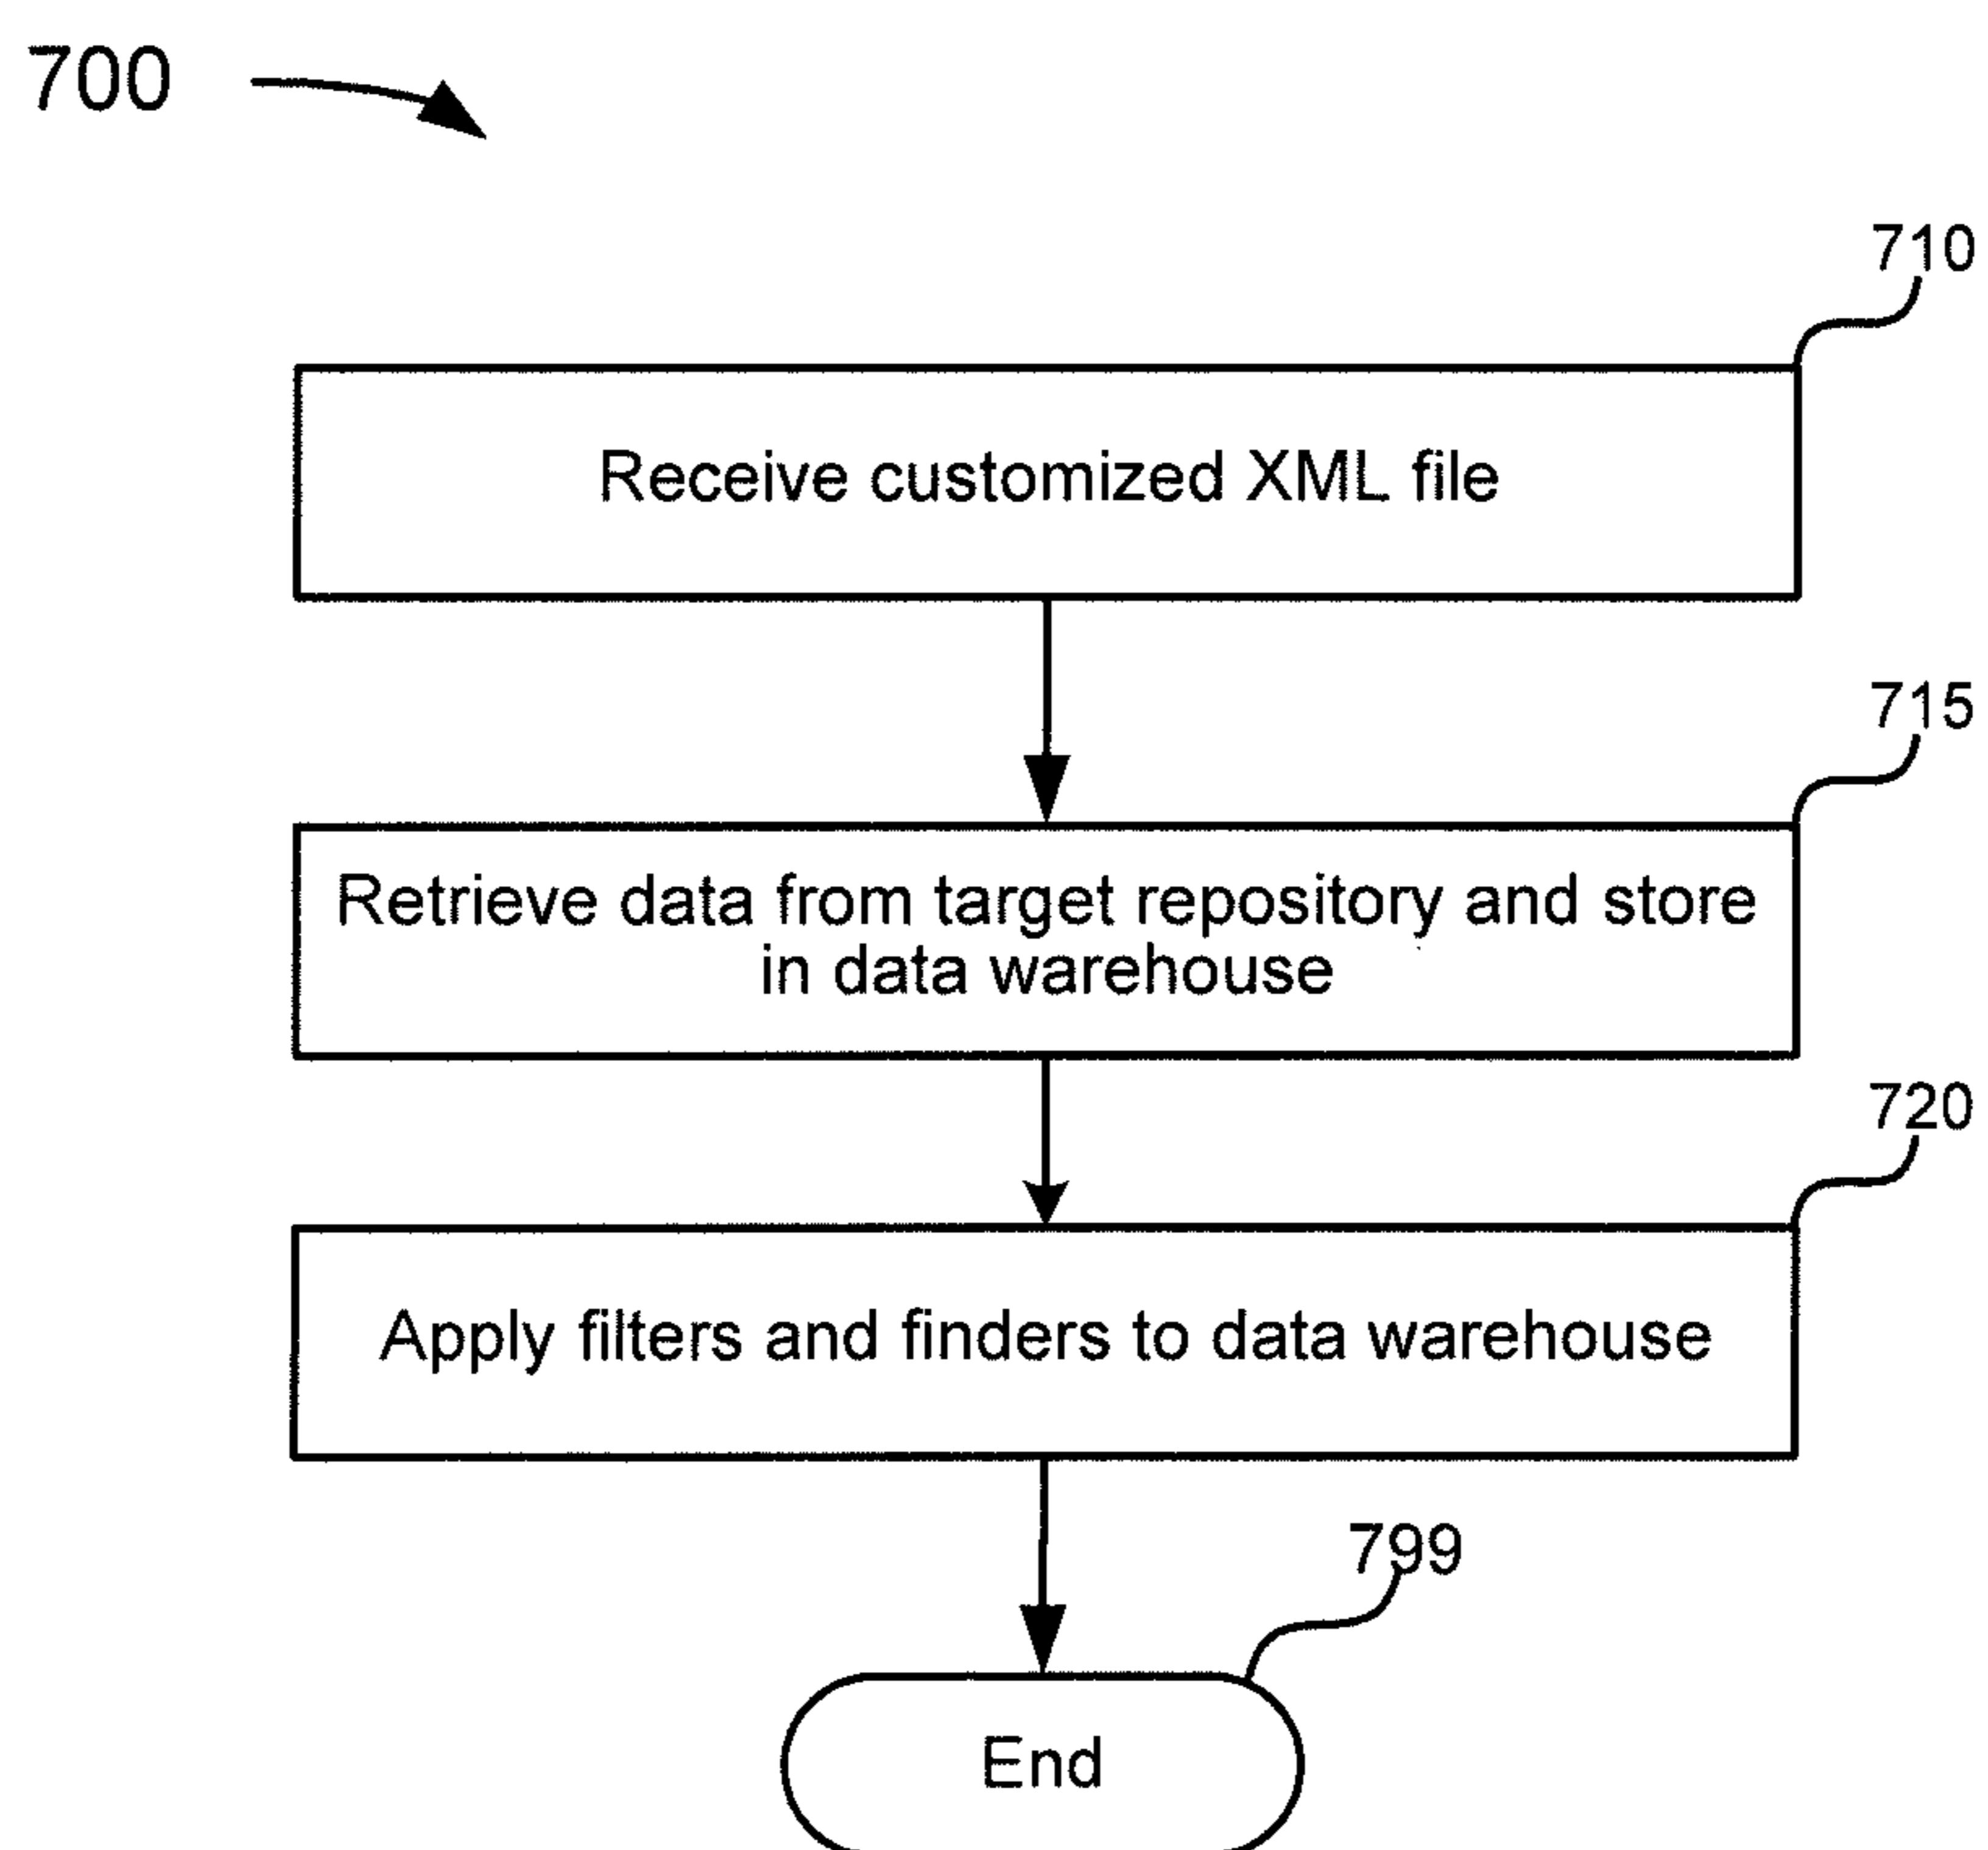 700
710
Receive customized XML file
715
Retrieve data from target repository and store
in data warehouse
720
Apply filters and finders to data warehouse
799
End